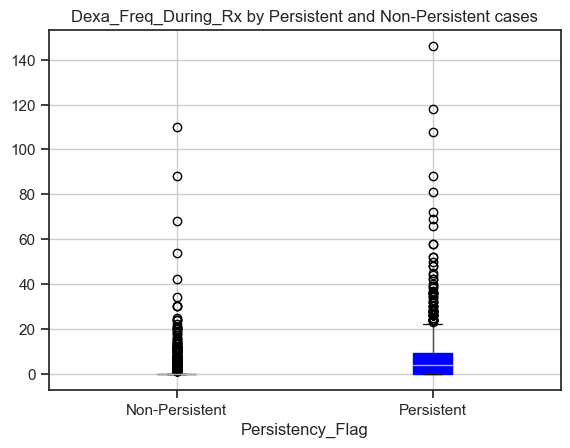 Dexa_Freq_During_Rx by Persistent and Non-Persistent cases
140
120
100
80
60
40
20
0
Non-Persistent Persistent
Persistency_Flag